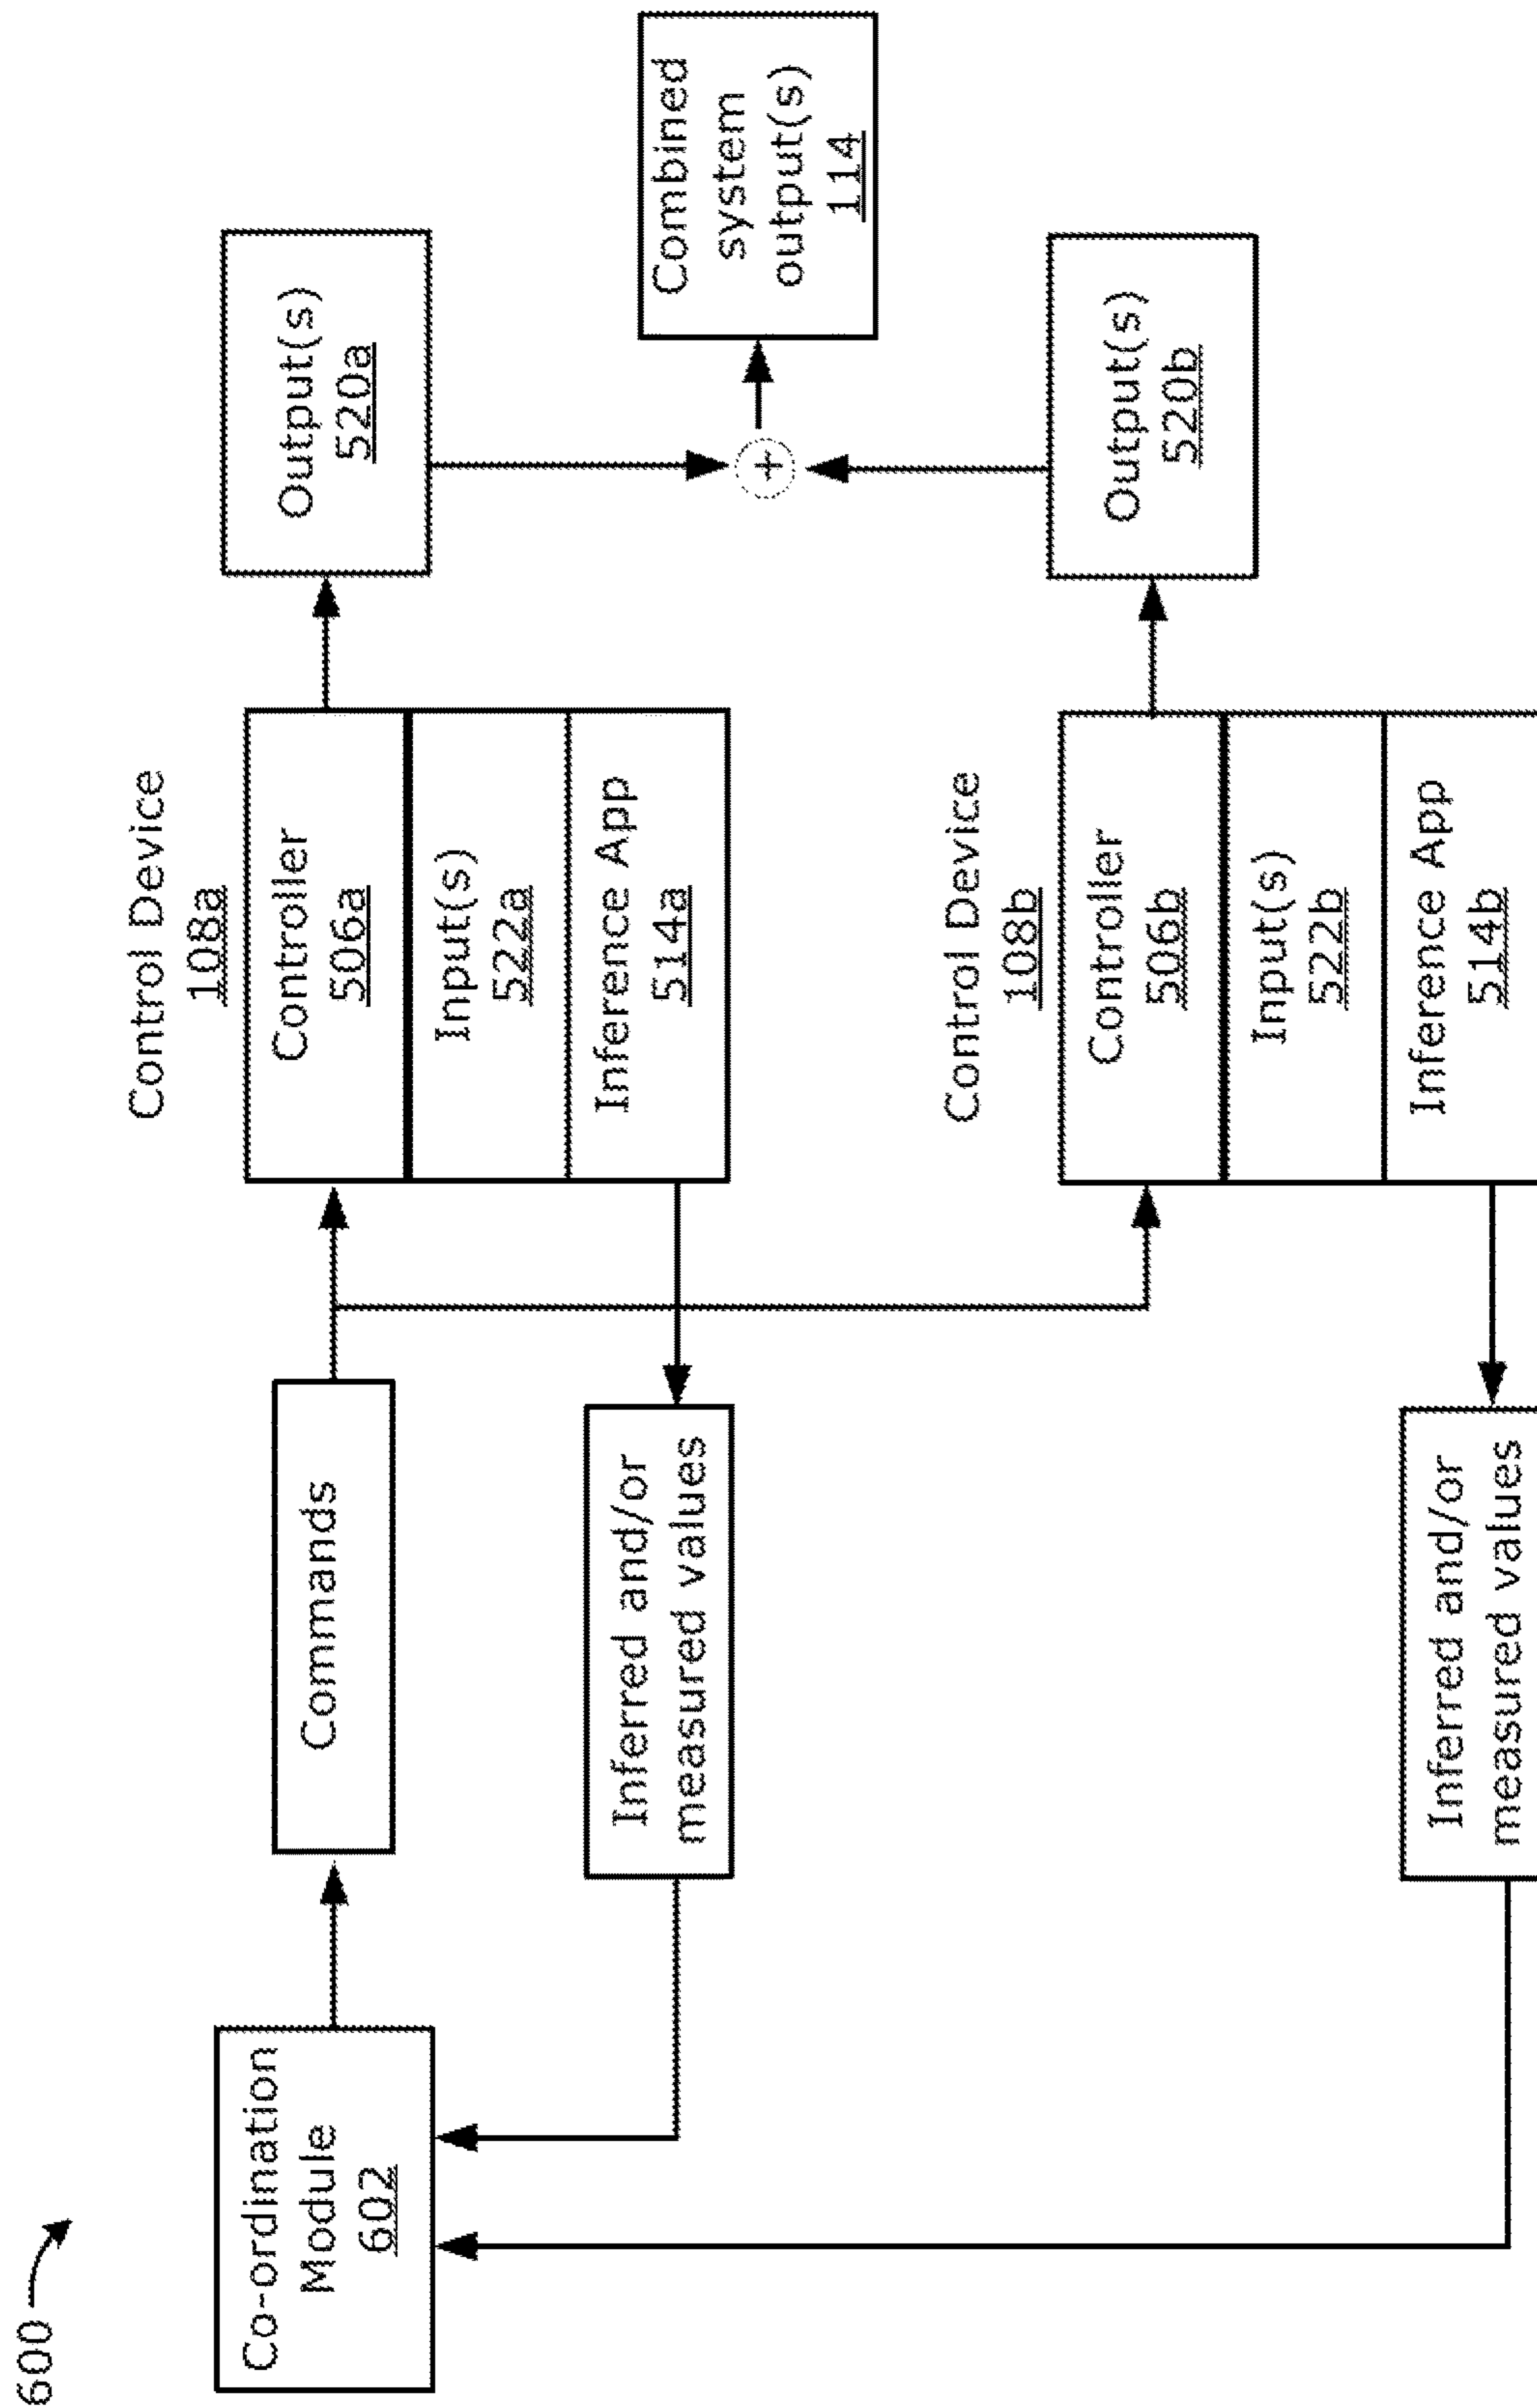 600
Co-ordination
Module
602
Commands
Inferred and/or
measured values
Control Device
108a
Controller
506a
Input(s)
522a
Inference App
514a
Output(s)
520a
+
Combined
system
output(s)
114
Control Device
108b
Controller
506b
Input(s)
522b
Inference App
514b
Output(s)
520b
Inferred and/or
measured values